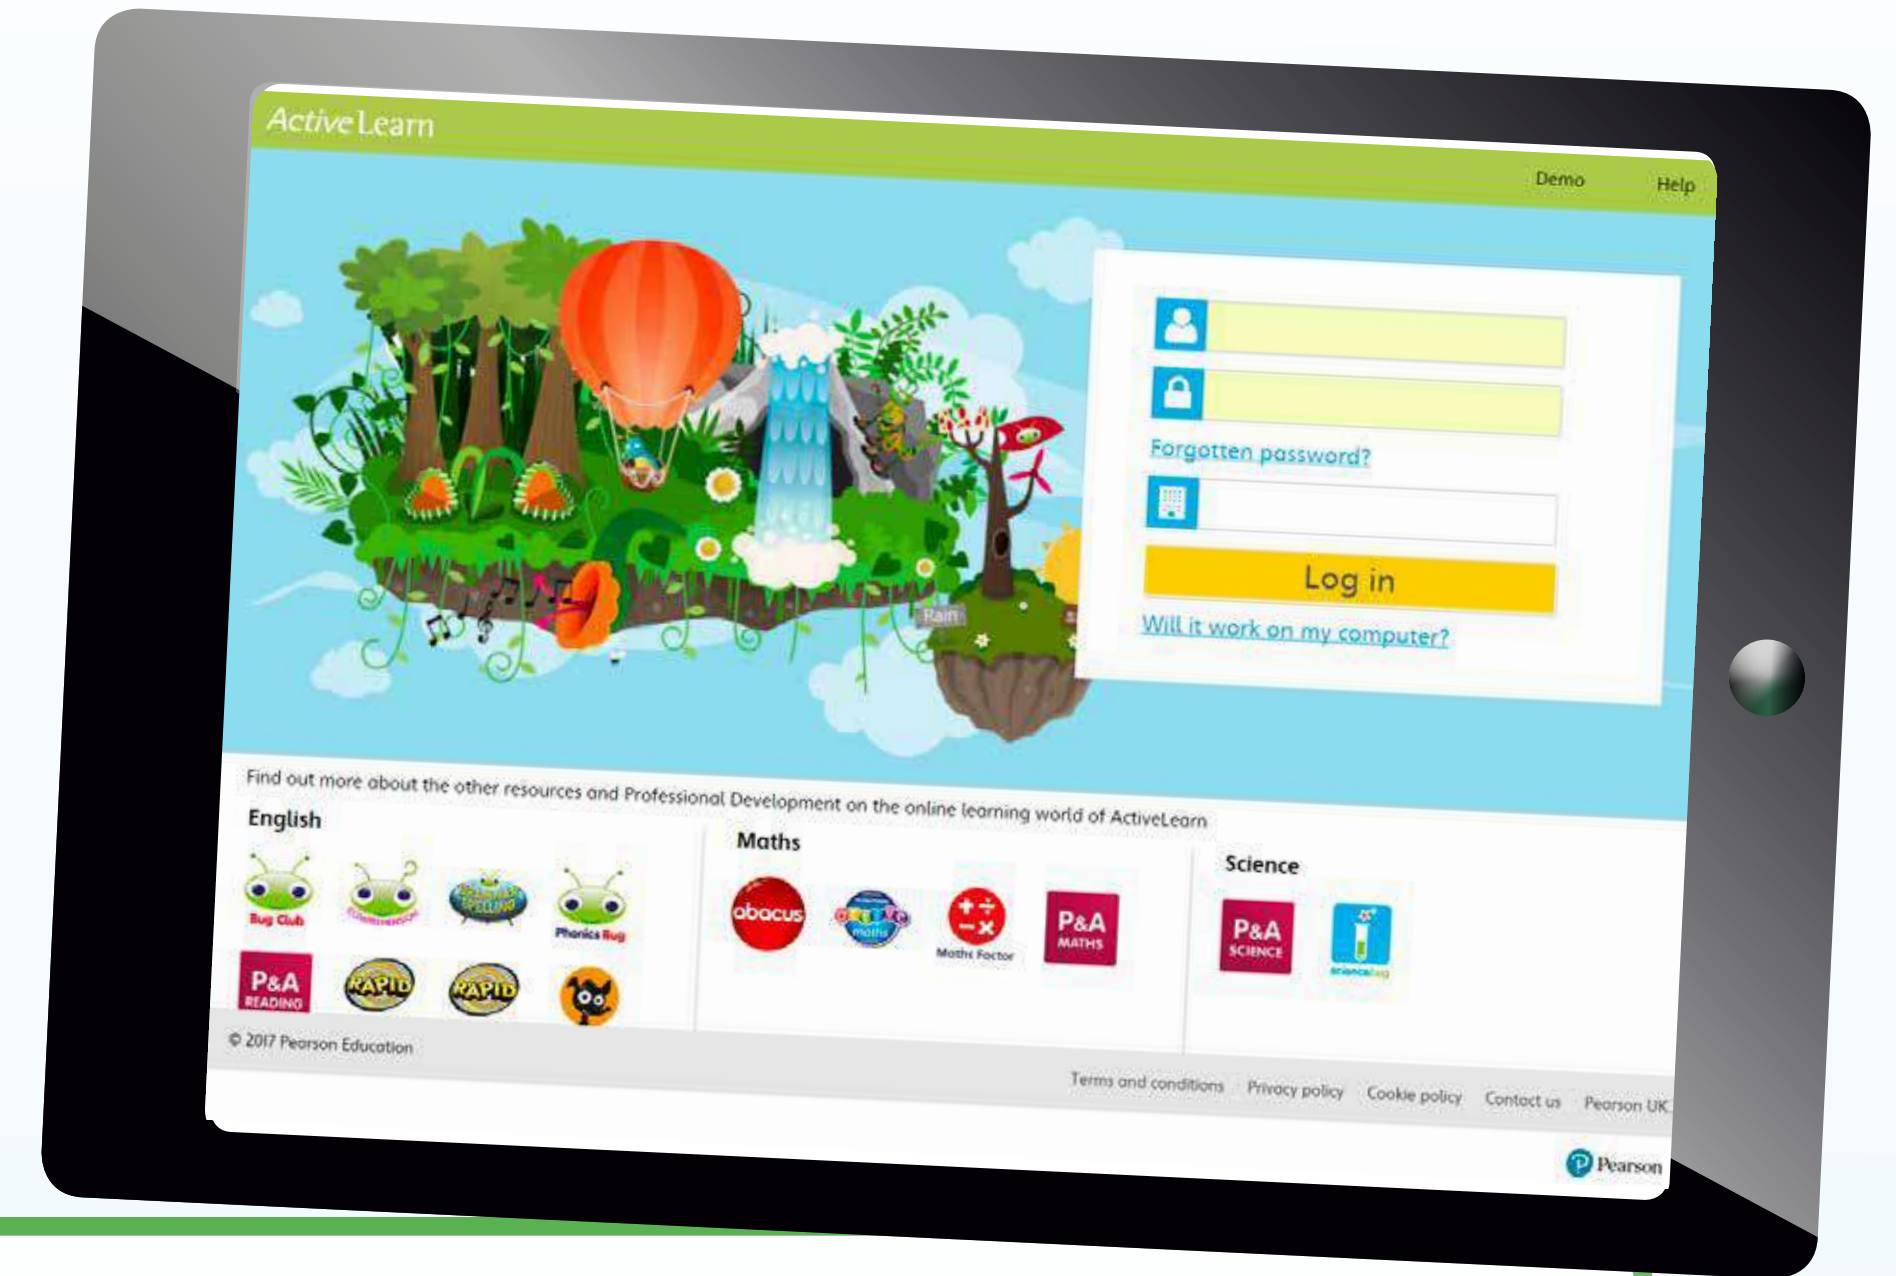 ActiveLearn
Demo
Help
Forgotten password?
Log in
Will it work on my computer?
Rain
Find out more about the other resources and Professional Development on the online learning world of ActiveLearn
English
Bug Club
Phonics Bug
P&A
READING
RAPID
RAPID
Maths
abacus
maths
Maths Factor
P&A
MATHS
Science
P&A
SCIENCE
sciencebug
© 2017 Pearson Education
Terms and conditions
Privacy policy
Cookie policy
Contact us
Pearson UK
Pearson